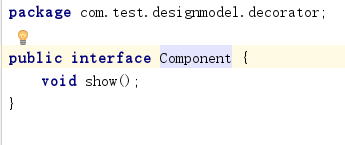 package com.test.designmodel.decorator;
public interface Component {
    void show();
}